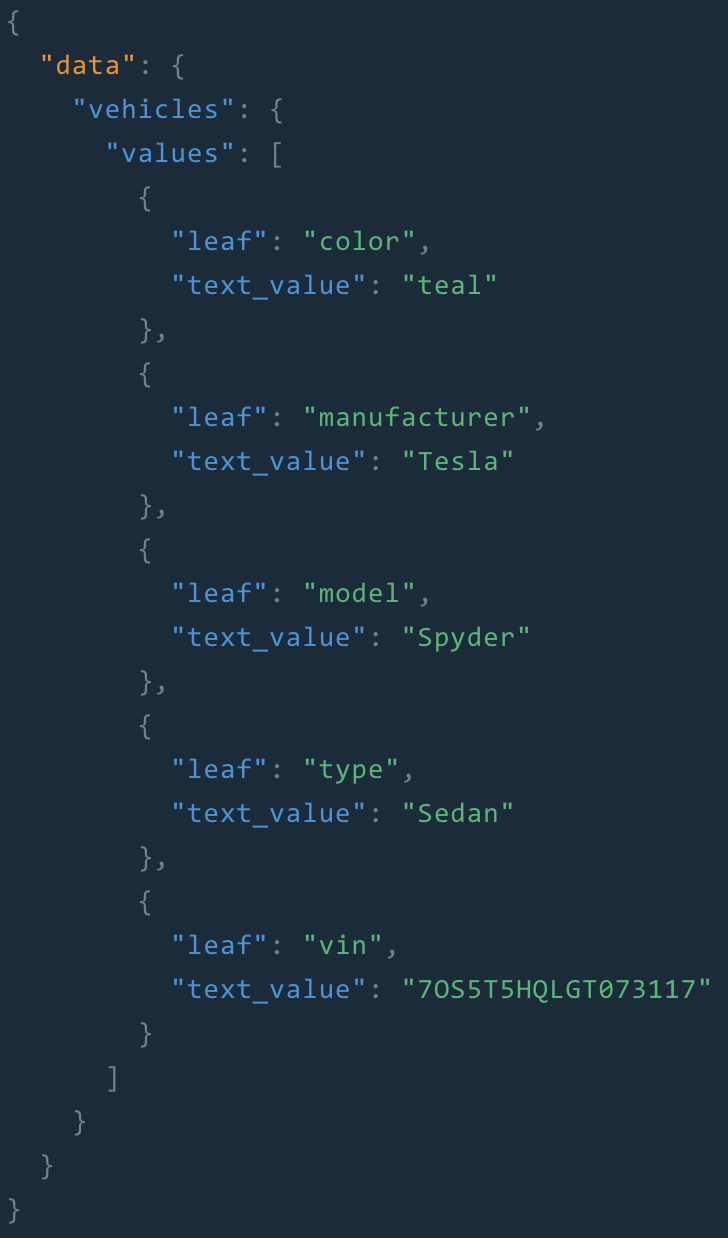 {
  "data": {
    "vehicles": {
      "values": [
        {
          "leaf": "color",
          "text_value": "teal"
        },
        {
          "leaf": "manufacturer",
          "text_value": "Tesla"
        },
        {
          "leaf": "model",
          "text_value": "Spyder"
        },
        {
          "leaf": "type",
          "text_value": "Sedan"
        },
        {
          "leaf": "vin",
          "text_value": "7OS5T5HQLGT073117"
        }
      ]
    }
  }
}